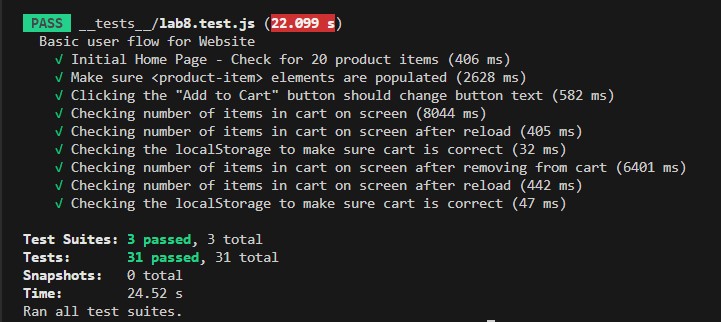 PASS __tests__/lab8.test.js (22.099 s)
Basic user flow for Website
√ Initial Home Page - Check for 20 product items (406 ms)
√ Make sure <product-item> elements are populated (2628 ms)
√ Clicking the "Add to Cart" button should change button text (582 ms)
√ Checking number of items in cart on screen (8044 ms)
√ Checking number of items in cart on screen after reload (405 ms)
√ Checking the localStorage to make sure cart is correct (32 ms)
√ Checking number of items in cart on screen after removing from cart (6401 ms)
√ Checking number of items in cart on screen after reload (442 ms)
√ Checking the localStorage to make sure cart is correct (47 ms)
Test Suites: 3 passed, 3 total
Tests: 31 passed, 31 total
Snapshots: 0 total
Time: 24.52 s
Ran all test suites.